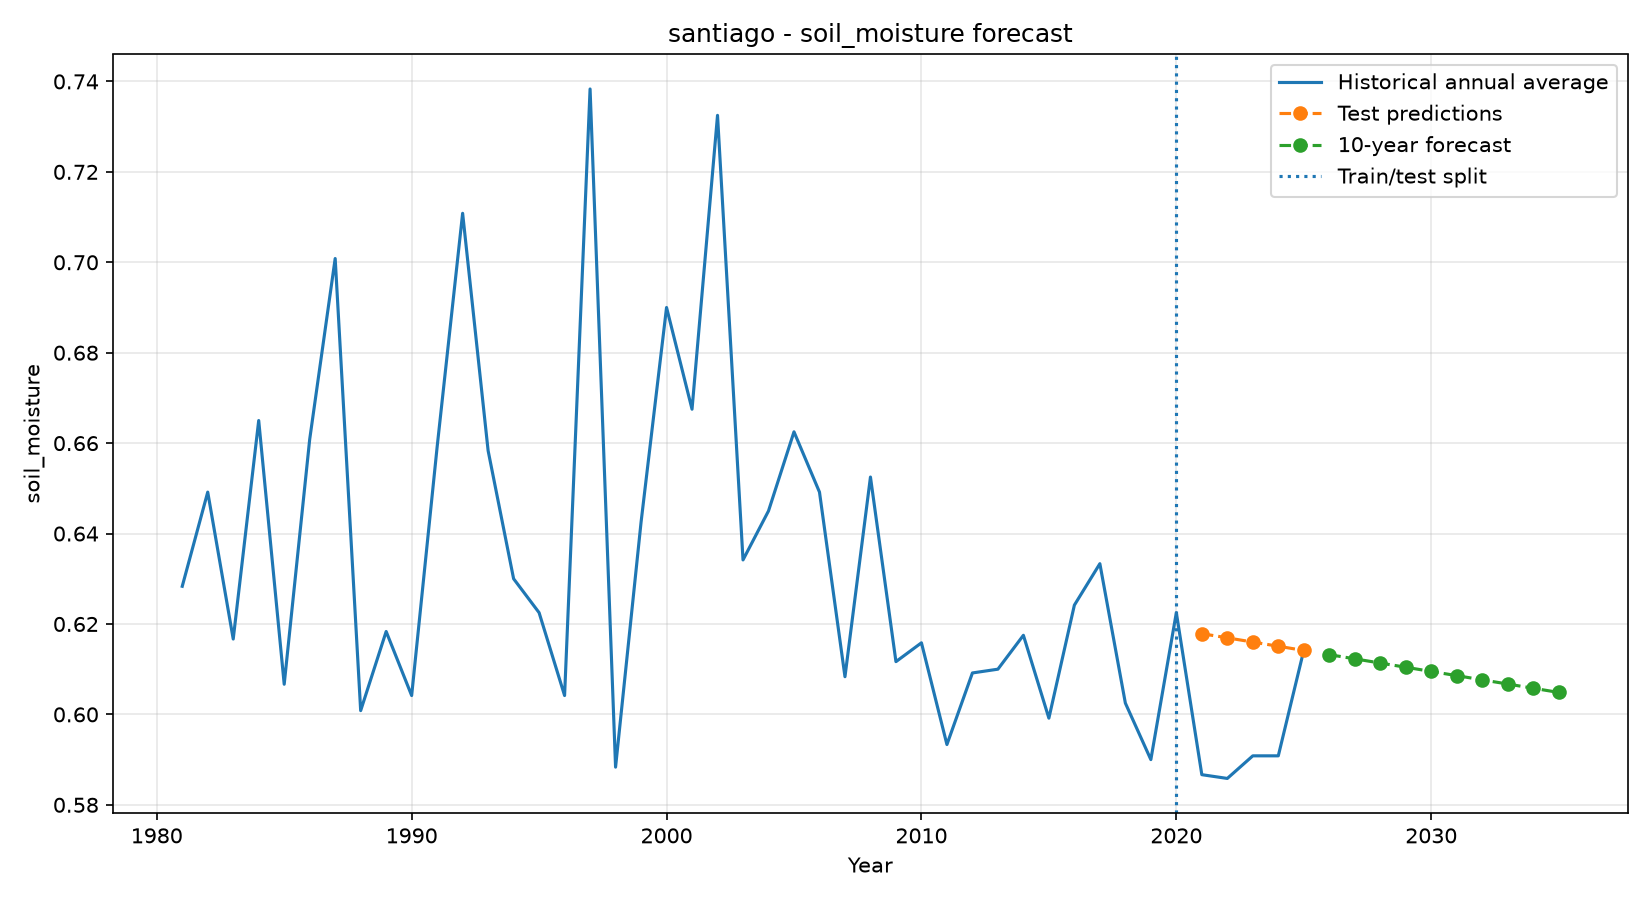 santiago - soil_moisture forecast
Historical annual average
Test predictions
10-year forecast
Train/test split
soil_moisture
0.74
0.72
0.70
0.68
0.66
0.64
0.62
0.60
0.58
1980 1990 2000 2010 2020 2030
Year